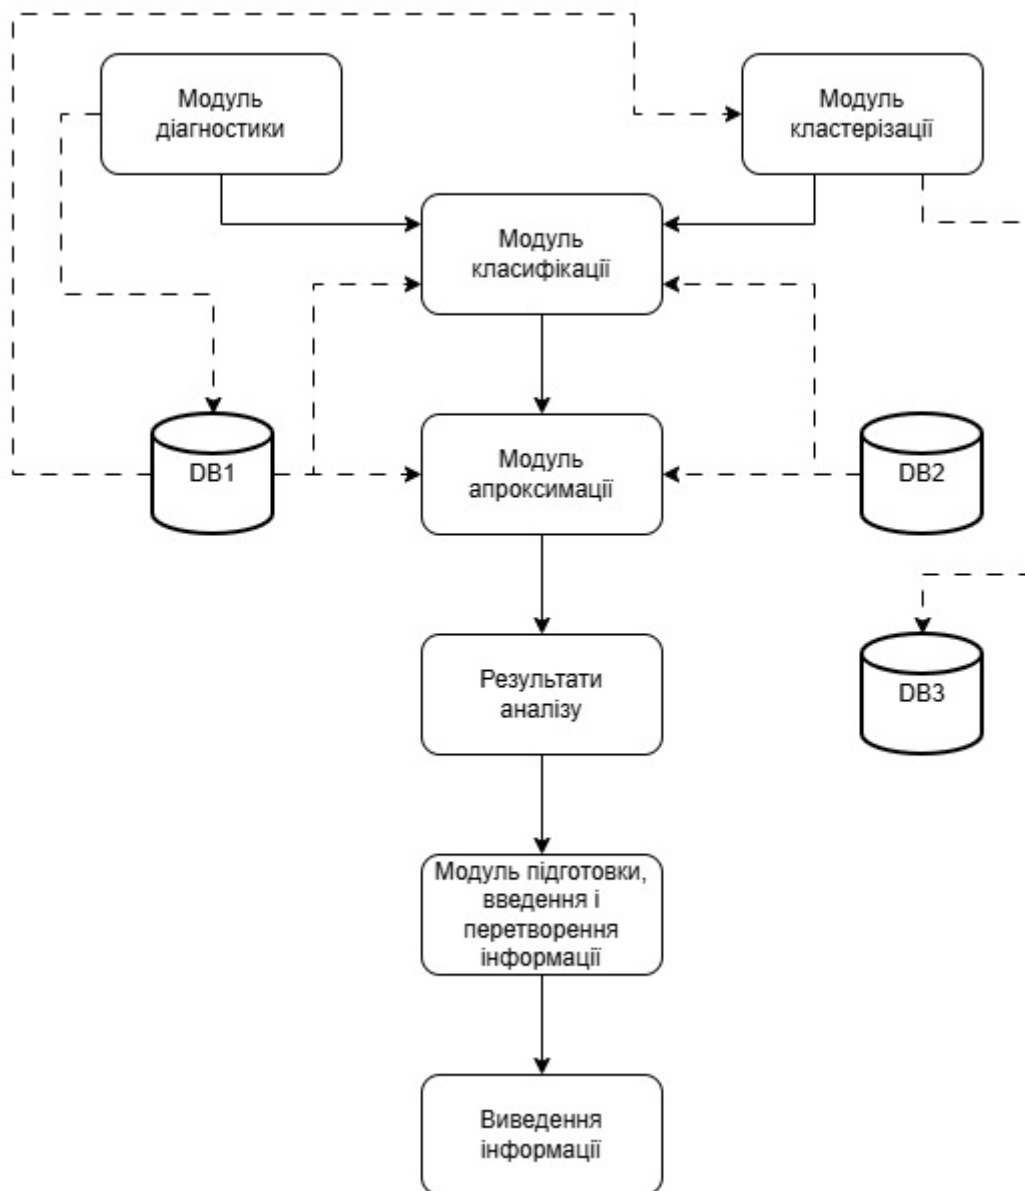 Модуль
діагностики
Модуль
кластерізації
Модуль
класифікації
DB1
Модуль
апроксимації
DB2
Результати
аналізу
DB3
Модуль підготовки,
введення і
перетворення
інформації
Виведення
інформації